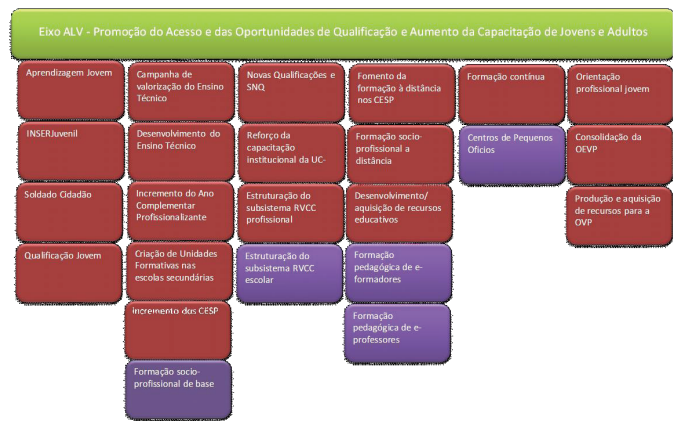 Eixo ALV - Promoção do Acesso e das Oportunidades de Qualificação e Aumento da Capacitação de Jovens e Adultos
Aprendizagem Jovem
INSERJuvenil
Soldado Cidadão
Qualificação Jovem
Campanha de
valorização do Ensino
Técnico
Desenvolvimento do
Ensino Técnico
Incremento do Ano
Complementar
Profissionalizante
Criação de Unidades
Formativas nas
escolas secundárias
Incremento dos CESP
Formação socio-
profissional de base
Novas Qualificações e
SNQ
Reforço da
capacitação
institucional da UC-
Estruturação do
subsistema RVCC
profissional
Estruturação do
subsistema RVCC
escolar
Fomento da
formação à distância
nos CESP
Formação socio-
profissional a
distância
Desenvolvimento/
aquisição de recursos
educativos
Formação
pedagógica de e-
formadores
Formação
pedagógica de e-
professores
Formação contínua
Centros de Pequenos
Oficios
Orientação
profissional jovem
Consolidação da
OEVP
Produção e aquisição
de recursos para a
OVP